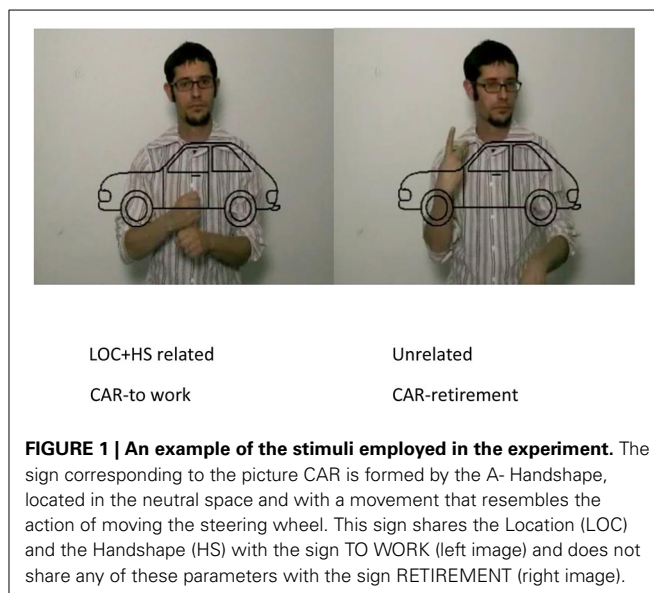 LOC+HS related
Unrelated
CAR-to work
CAR-retirement
FIGURE 1 | An example of the stimuli employed in the experiment. The
sign corresponding to the picture CAR is formed by the A- Handshape,
located in the neutral space and with a movement that resembles the
action of moving the steering wheel. This sign shares the Location (LOC)
and the Handshape (HS) with the sign TO WORK (left image) and does not
share any of these parameters with the sign RETIREMENT (right image).